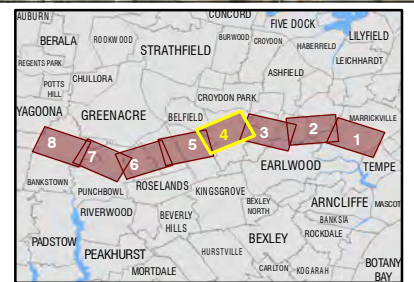 AUBURN
CONCORD
FIVE DOCK
BERALA
ROOKWOOD
BURWOOD
CROYDON
HABERFIELD
LILYFIELD
STRATHFIELD
REGENTS PARK
LEICHHARDT
CHULLORA
ASHFIELD
POTTS
HILL
CROYDON PARK
YAGOONA
GREENACRE
BELFIELD
MARRICKVILLE
8
7
6
5
4
3
2
1
EARLWOOD
TEMPE
BANKSTOWN
PUNCHBOWL
ROSELANDS
KINGSGROVE
RIVERWOOD
BEVERLY
HILLS
BEXLEY
NORTH
ARNCLIFFE
MASCOT
BANKSIA
ROCKDALE
PADSTOW
PEAKHURST
HURSTVILLE
BEXLEY
BOTANY
BAY
MORTDALE
CARLTON
KOGARAH